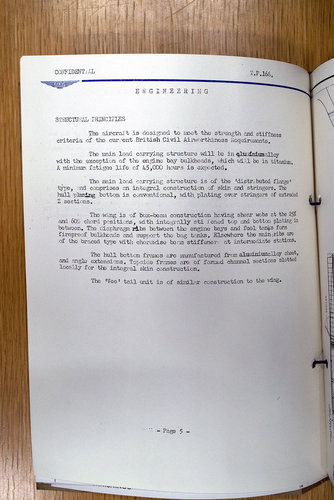 CONFIDENTIAL
T.P.166.
ENGINEERING
STRUCTURAL PRINCIPLES
The aircraft is designed to meet the strength and stiffness
criteria of the current British Civil Airworthiness Requirements.
The main load carrying structure will be in aluminium alloy
with the exception of the engine bay bulkheads, which will be in titanium.
A minimum fatigue life of 45,000 hours is expected.
The main load carrying structure is of the 'distributed flange'
type, and comprises an integral construction of skin and stringers. The
hull planing bottom is conventional, with plating over stringers of extruded
Z sections.
The wing is of box-beam construction having shear webs at the 25%
and 60% chord positions, with integrally stiffened top and bottom plating in
between. The diaphragm ribs between the engine bays and fuel tanks form
fireproof bulkheads and support the bag tanks. Elsewhere the main ribs are
of the braced type with chordwise boom stiffeners at intermediate stations.
The hull bottom frames are manufactured from aluminium alloy sheet,
and angle extensions. Topside frames are of formed channel sections slotted
locally for the integral skin construction.
The 'Vee' tail unit is of similar construction to the wing.
- Page 5 -